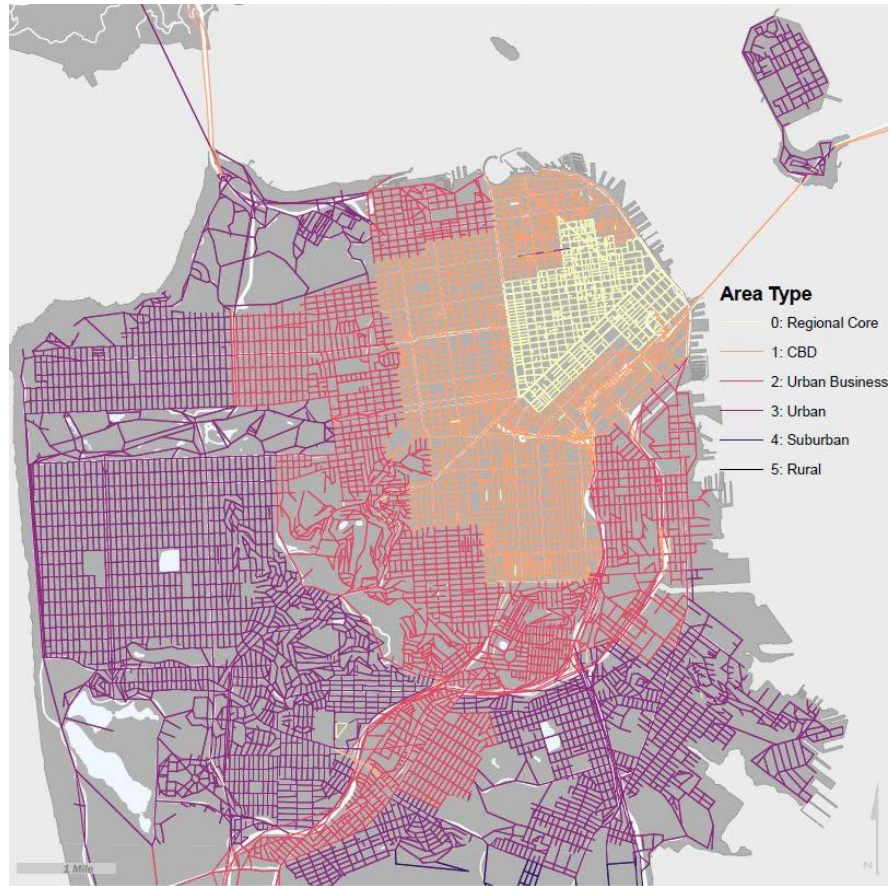 Area Type
0: Regional Core
1: CBD
2: Urban Business
3: Urban
4: Suburban
5: Rural
1 Mile
N